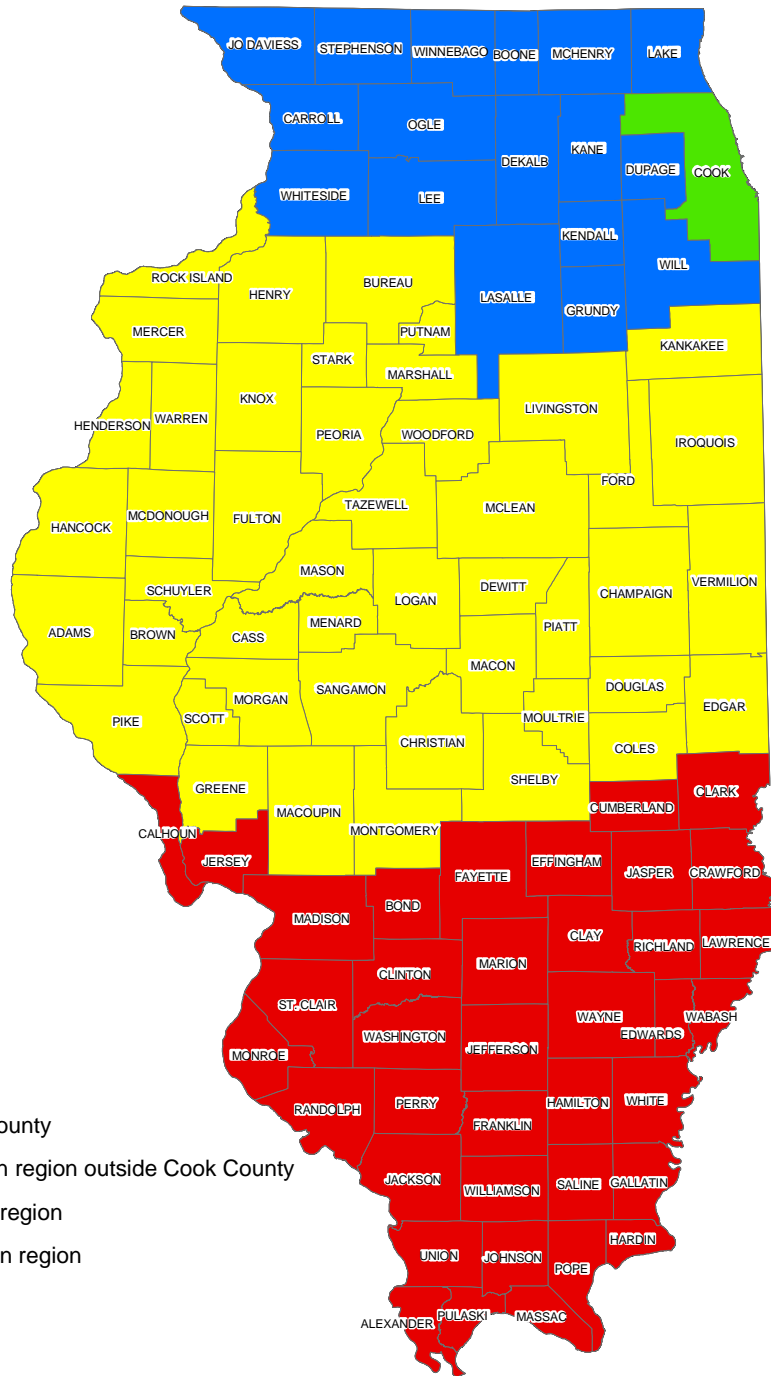 JO DAVIESS
STEPHENSON
WINNEBAGO
BOONE
MCHENRY
LAKE
CARROLL
OGLE
DEKALB
KANE
DUPAGE
COOK
WHITESIDE
LEE
KENDALL
WILL
LASALLE
GRUNDY
ROCK ISLAND
HENRY
BUREAU
MERCER
PUTNAM
KANKAKEE
STARK
MARSHALL
KNOX
LIVINGSTON
HENDERSON
WARREN
PEORIA
WOODFORD
IROQUOIS
FORD
HANCOCK
MCDONOUGH
FULTON
TAZEWELL
MCLEAN
MASON
SCHUYLER
LOGAN
DEWITT
CHAMPAIGN
VERMILION
ADAMS
BROWN
CASS
MENARD
PIATT
MACON
PIKE
SCOTT
MORGAN
SANGAMON
DOUGLAS
EDGAR
CHRISTIAN
MOULTRIE
COLES
GREENE
SHELBY
MACOUPIN
MONTGOMERY
CUMBERLAND
CLARK
CALHOUN
JERSEY
FAYETTE
EFFINGHAM
JASPER
CRAWFORD
MADISON
BOND
CLAY
RICHLAND
LAWRENCE
CLINTON
MARION
ST. CLAIR
WASHINGTON
WAYNE
EDWARDS
WABASH
MONROE
JEFFERSON
RANDOLPH
PERRY
HAMILTON
WHITE
FRANKLIN
JACKSON
WILLIAMSON
SALINE
GALLATIN
UNION
JOHNSON
POPE
HARDIN
ALEXANDER
PULASKI
MASSAC
ounty
n region outside Cook County
region
n region